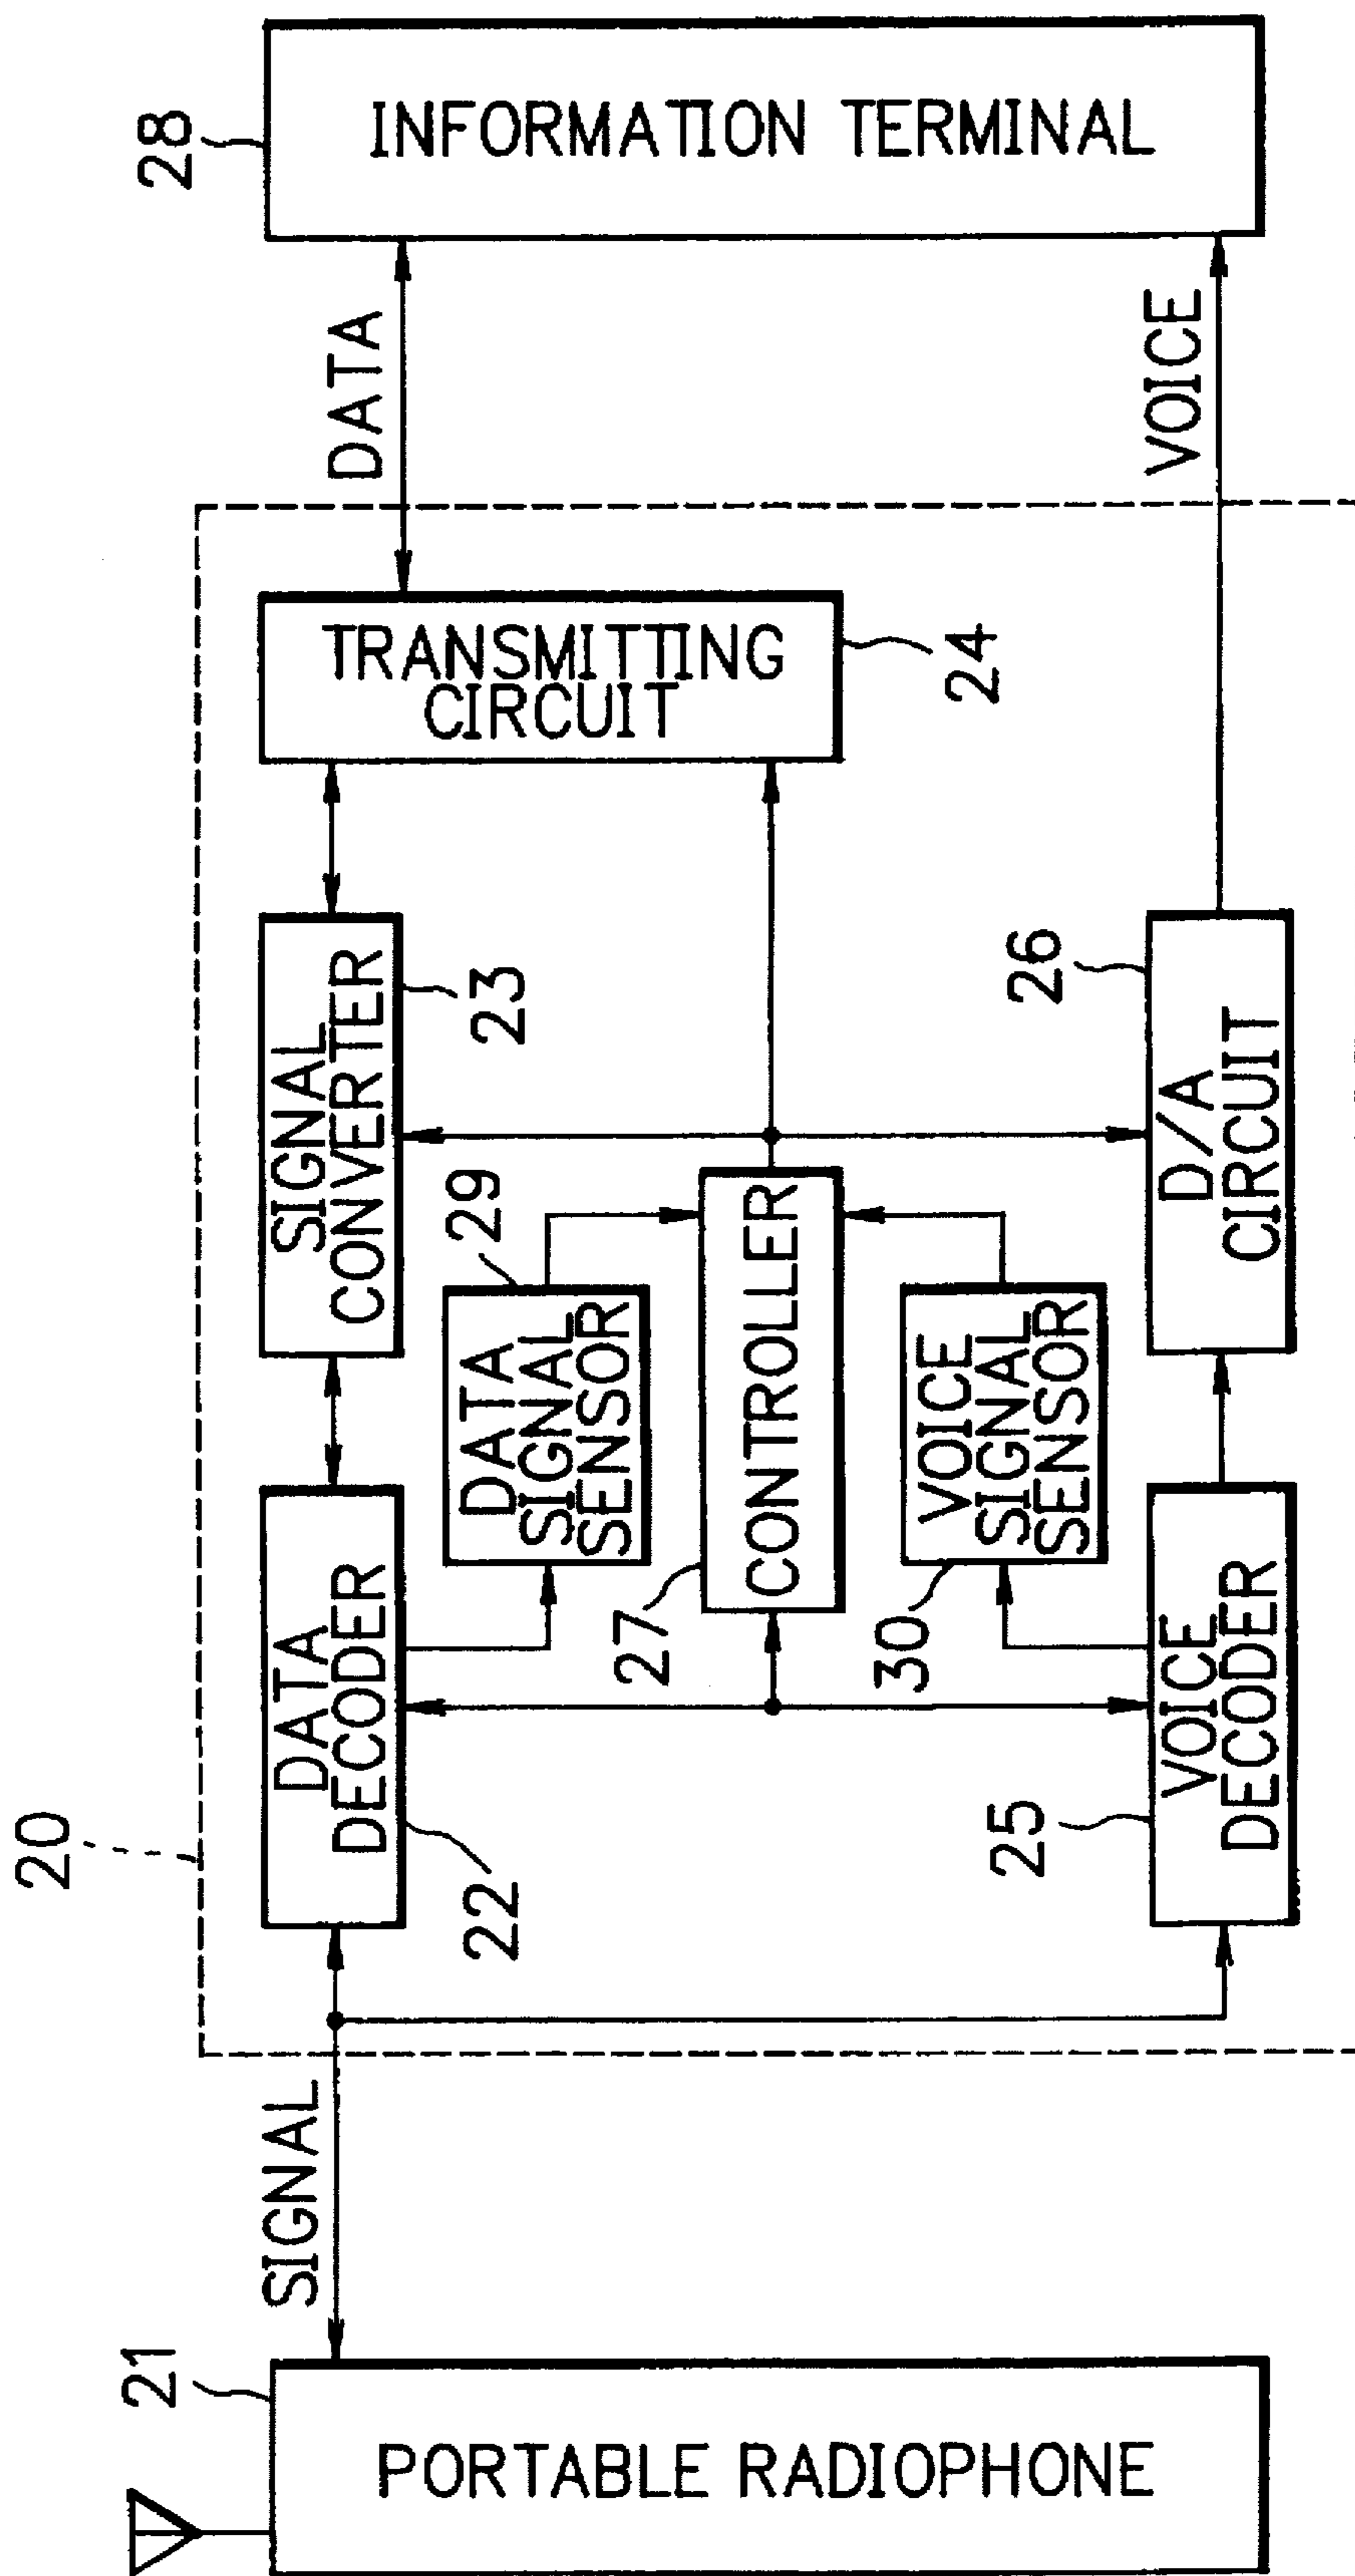 20
21
PORTABLE RADIOPHONE
SIGNAL
22
DATA
DECODER
SIGNAL
CONVERTER
23
TRANSMITTING
CIRCUIT
24
DATA
28
INFORMATION TERMINAL
DATA
SIGNAL
SENSOR
29
27
CONTROLLER
30
VOICE
SIGNAL
SENSOR
25
VOICE
DECODER
26
D/A
CIRCUIT
VOICE